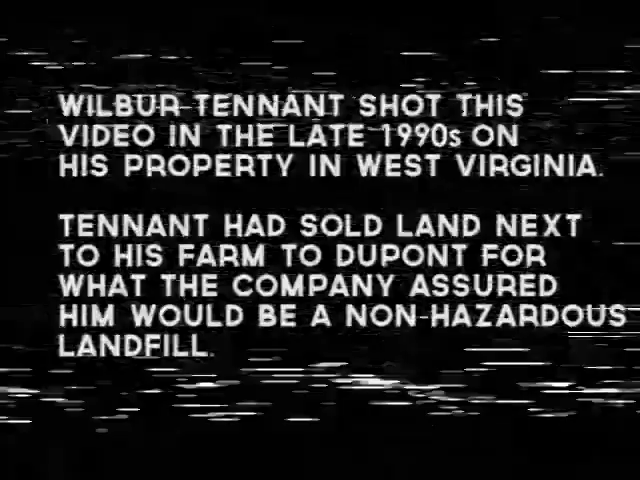 WILBUR TENNANT SHOT THIS
VIDEO IN THE LATE 1990s ON
HIS PROPERTY IN WEST VIRGINIA.
TENNANT HAD SOLD LAND NEXT
TO HIS FARM TO DUPONT FOR
WHAT THE COMPANY ASSURED
HIM WOULD BE A NON-HAZARDOUS
LANDFILL.